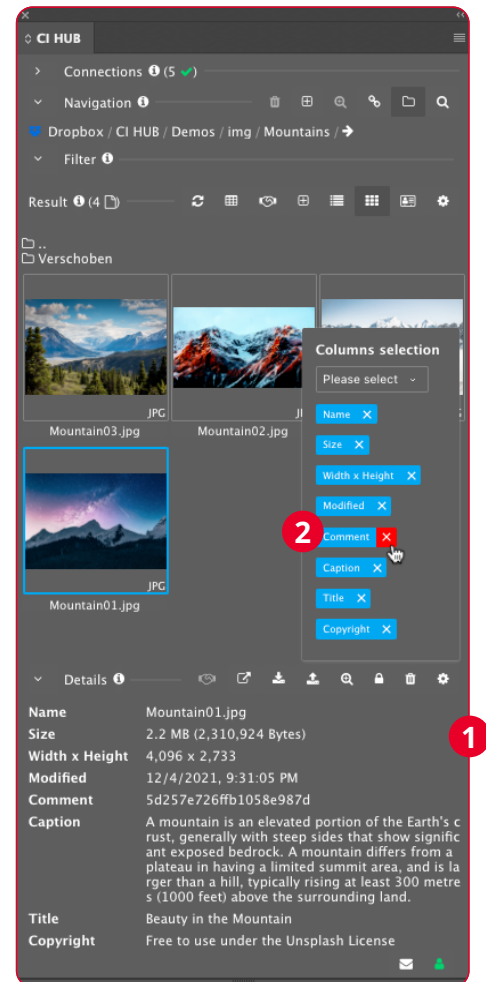 CI HUB
Connections (5 ✓)
Navigation
Dropbox / CI HUB / Demos / img / Mountains /
Filter
Result (4)
..
Verschoben
JPG
Mountain03.jpg
Mountain02.jpg
Columns selection
Please select
Name ×
Size ×
Width x Height ×
Modified ×
2
Comment ×
Caption ×
Title ×
Copyright ×
JPG
Mountain01.jpg
Details
1
Name Mountain01.jpg
Size 2.2 MB (2,310,924 Bytes)
Width x Height 4,096 x 2,733
Modified 12/4/2021, 9:31:05 PM
Comment 5d257e726ffb1058e987d
Caption A mountain is an elevated portion of the Earth's c
rust, generally with steep sides that show signific
ant exposed bedrock. A mountain differs from a
plateau in having a limited summit area, and is la
rger than a hill, typically rising at least 300 metre
s (1000 feet) above the surrounding land.
Title Beauty in the Mountain
Copyright Free to use under the Unsplash License